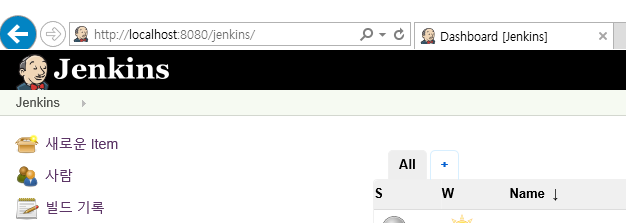 http://localhost:8080/jenkins/
Dashboard [Jenkins]
Jenkins
Jenkins
새로운 Item
사람
빌드 기록
All +
S W Name ↓